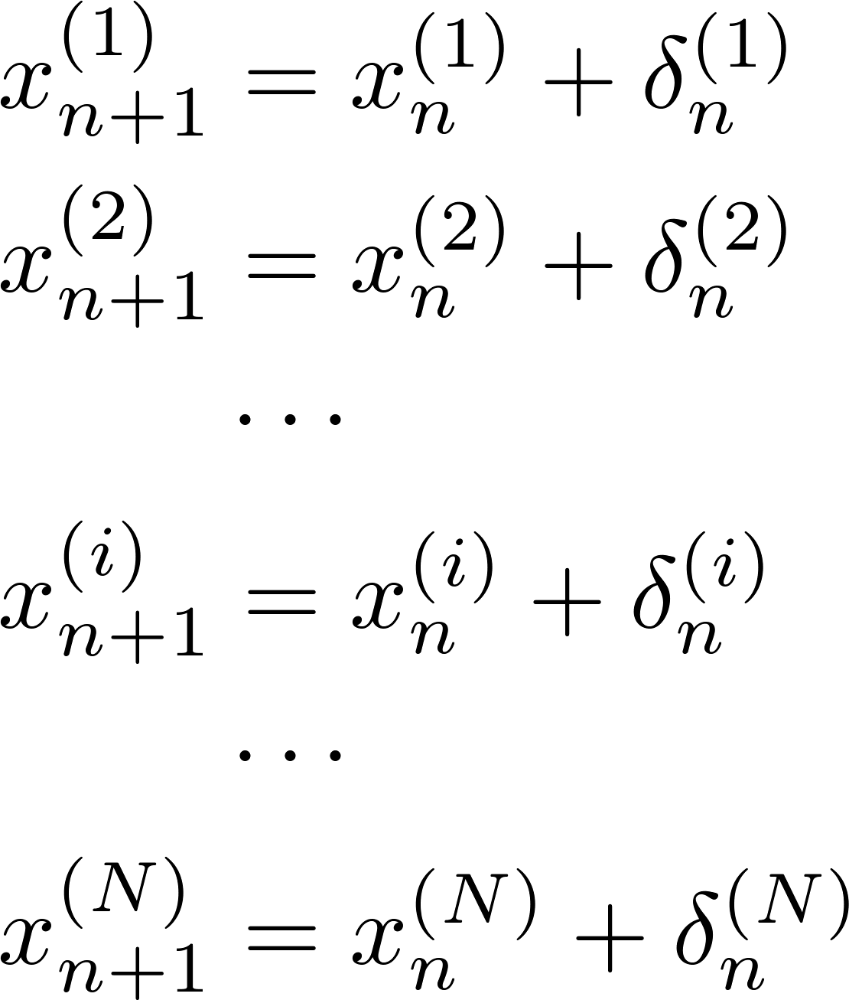 x_{n+1}^{(1)} = x_n^{(1)} + δ_n^{(1)}
x_{n+1}^{(2)} = x_n^{(2)} + δ_n^{(2)}
...
x_{n+1}^{(i)} = x_n^{(i)} + δ_n^{(i)}
...
x_{n+1}^{(N)} = x_n^{(N)} + δ_n^{(N)}